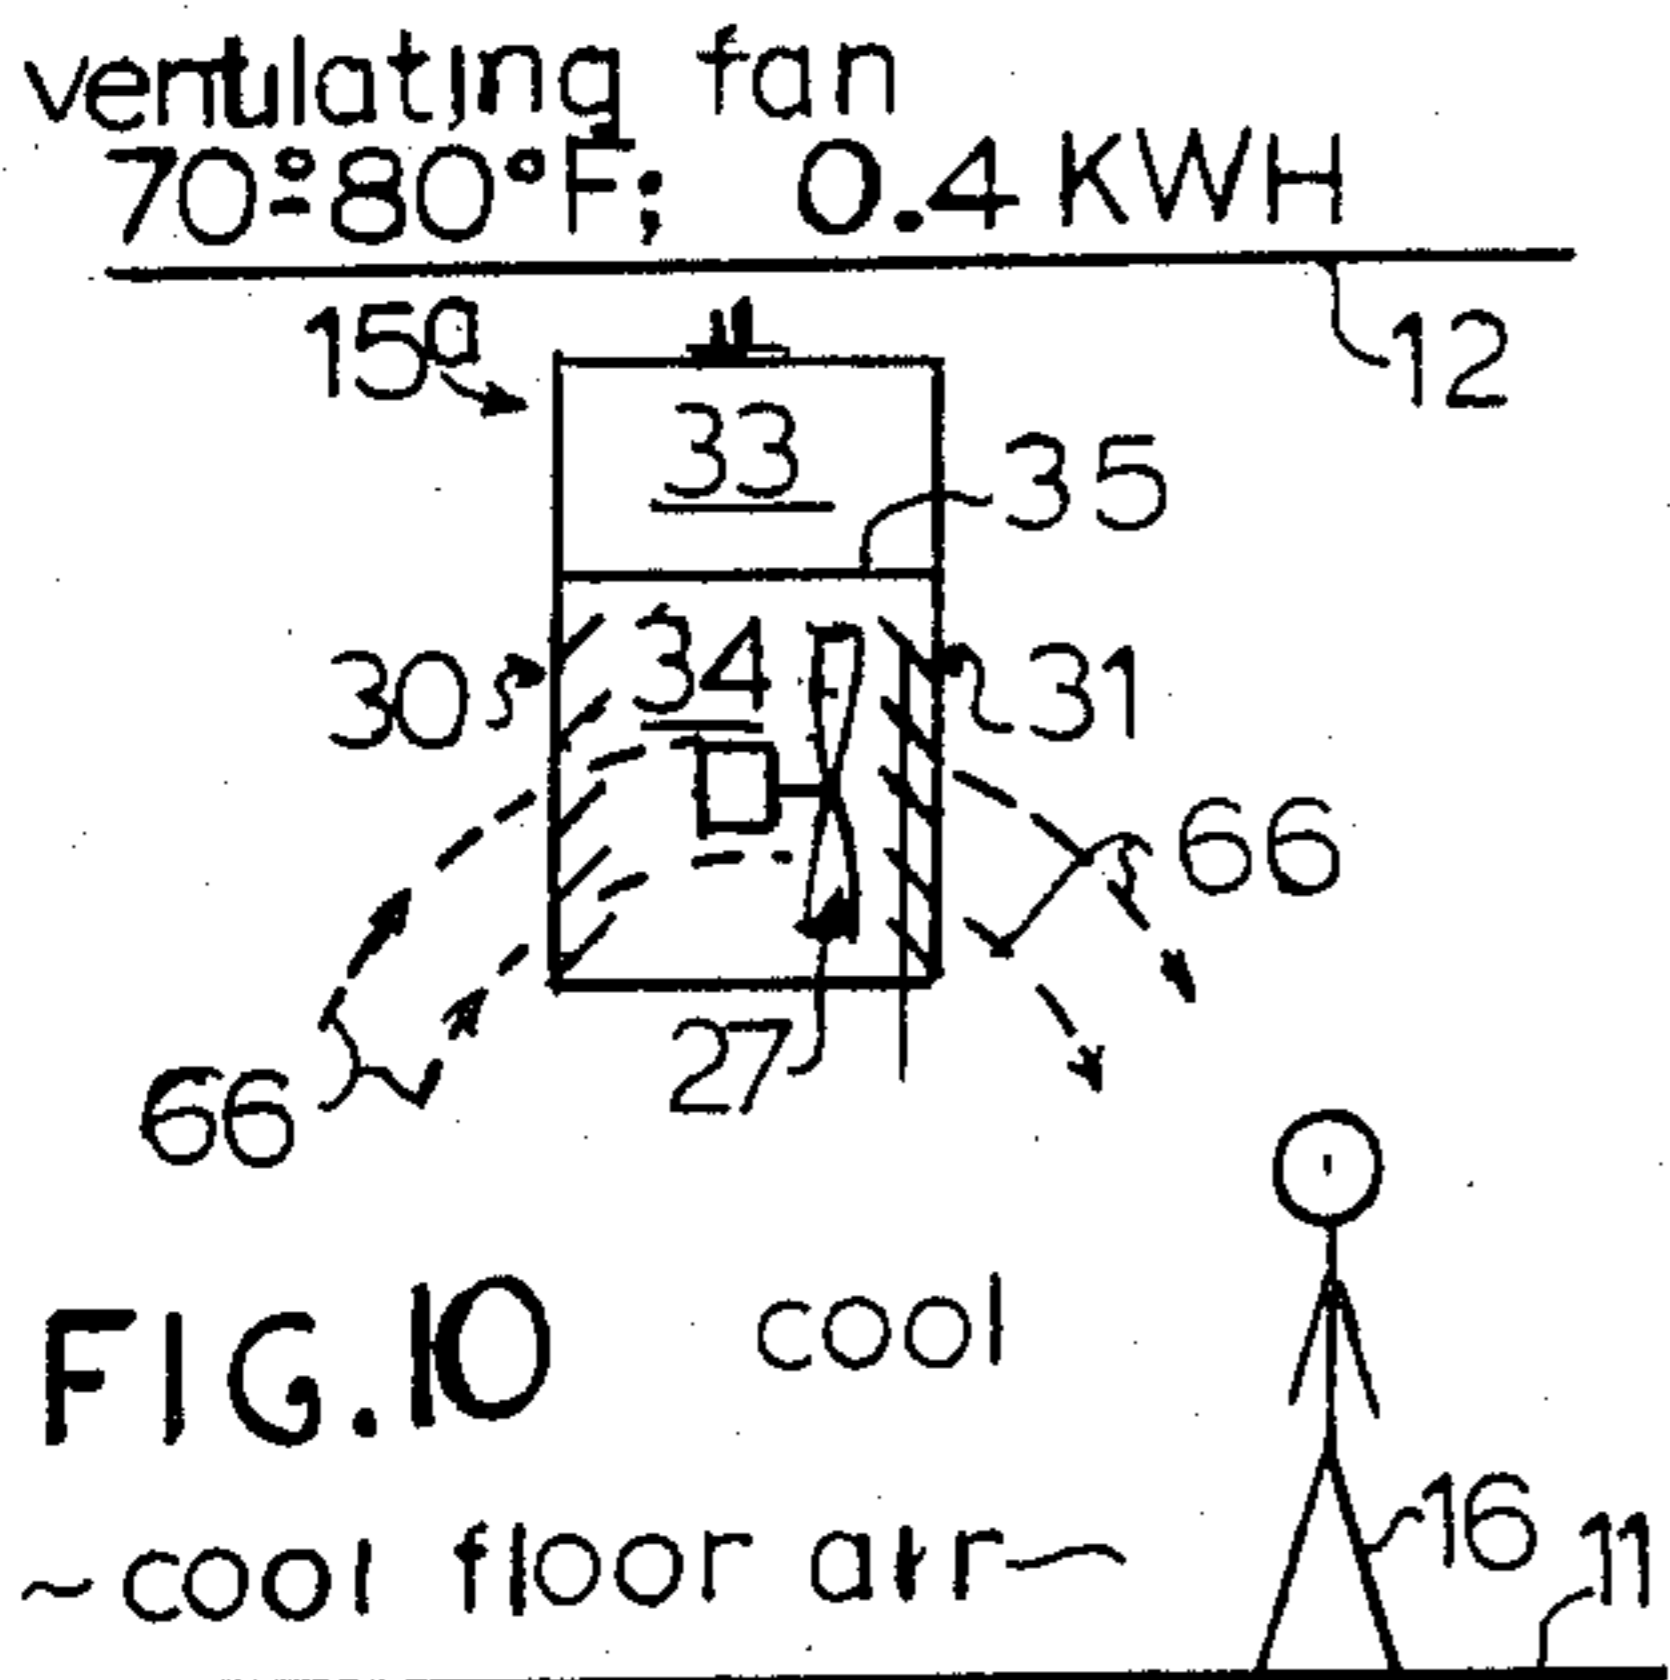 ventilating fan
70°-80°F; 0.4 KWH
15a
12
33
35
30
34
31
66
27
66
FIG.10
cool
16
11
~cool floor air~